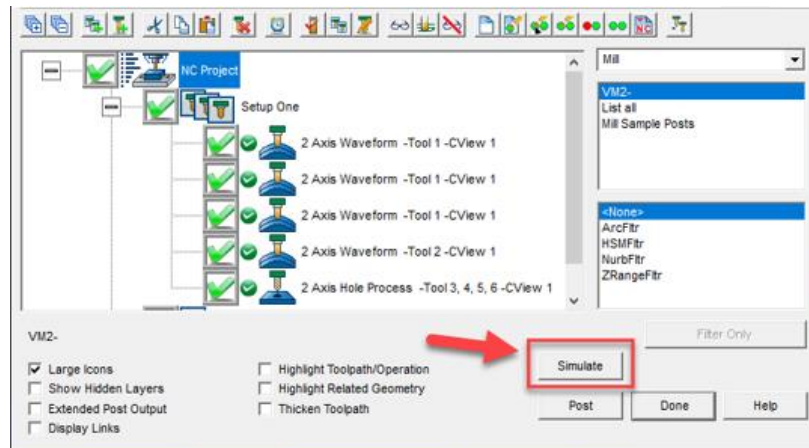 NC Project
Setup One
2 Axis Waveform -Tool 1 -CView 1
2 Axis Waveform -Tool 1 -CView 1
2 Axis Waveform -Tool 1 -CView 1
2 Axis Waveform -Tool 2 -CView 1
2 Axis Hole Process -Tool 3, 4, 5, 6 -CView 1
Mill
VM2-
List all
Mill Sample Posts
<None>
ArcFltr
HSMFltr
NurbFltr
ZRangeFltr
VM2-
Filter Only
Large Icons
Show Hidden Layers
Extended Post Output
Display Links
Highlight Toolpath/Operation
Highlight Related Geometry
Thicken Toolpath
Simulate
Post
Done
Help